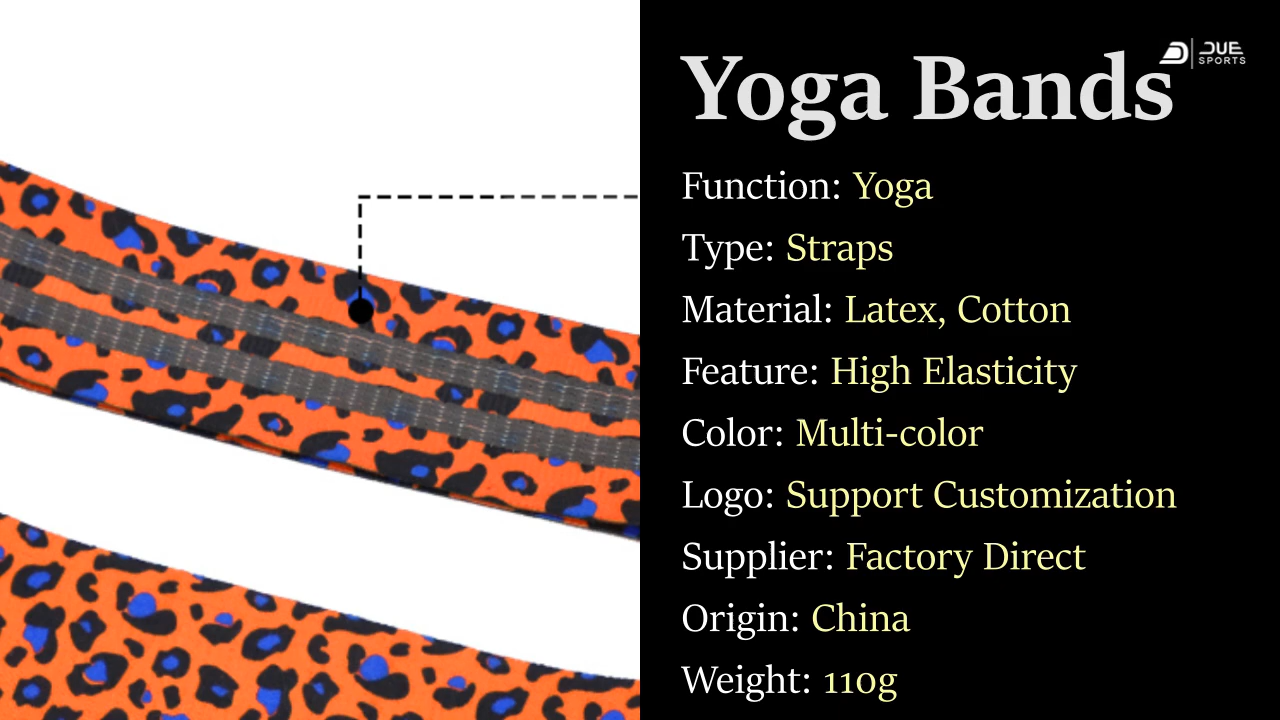 Yoga Bands
DUE
SPORTS
Function: Yoga
Type: Straps
Material: Latex, Cotton
Feature: High Elasticity
Color: Multi-color
Logo: Support Customization
Supplier: Factory Direct
Origin: China
Weight: 110g